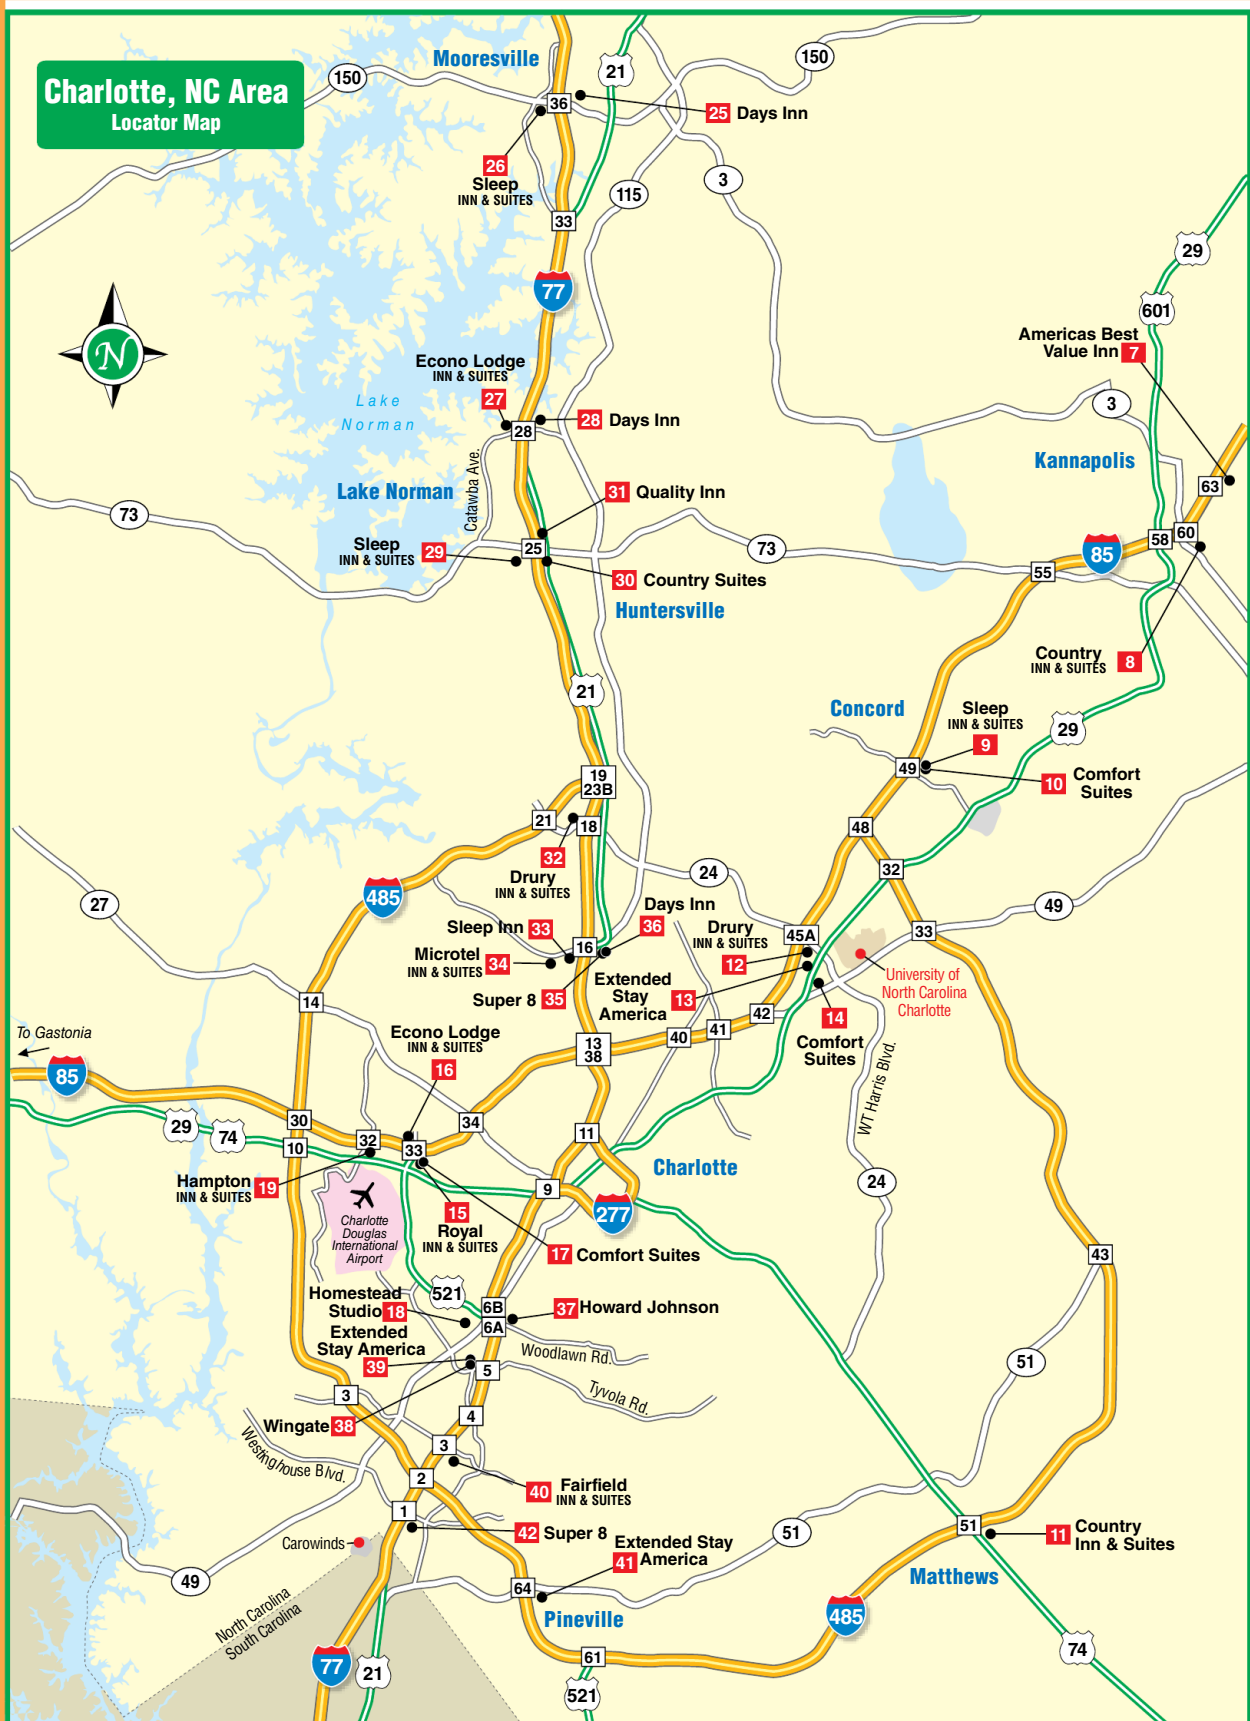 Charlotte, NC Area
Locator Map
Mooresville
150
21
150
36
25 Days Inn
26
Sleep
INN & SUITES
115
3
33
77
29
601
N
Americas Best
Value Inn 7
Econo Lodge
INN & SUITES
27
28
28 Days Inn
Lake
Norman
3
Kannapolis
Catawba Ave.
Lake Norman
31 Quality Inn
63
73
Sleep
INN & SUITES
29
25
73
58
60
85
55
30 Country Suites
Huntersville
Country
INN & SUITES
8
21
Concord
Sleep
INN & SUITES
9
29
49
10 Comfort
Suites
19
23B
21
18
48
32
Drury
INN & SUITES
24
32
485
27
49
Days Inn
36
Sleep Inn 33
16
Drury
INN & SUITES
12
45A
33
Microtel
INN & SUITES
34
Super 8 35
Extended
Stay
America
13
University of
North Carolina
Charlotte
14
42
14
Comfort
Suites
To Gastonia
85
Econo Lodge
INN & SUITES
16
13
38
40
41
WT Harris Blvd.
29
74
30
10
32
33
34
11
Charlotte
Hampton
INN & SUITES
19
9
24
Charlotte
Douglas
International
Airport
15
Royal
INN & SUITES
277
17 Comfort Suites
43
Homestead
Studio 18
521
6B
6A
37 Howard Johnson
Extended
Stay America
39
Woodlawn Rd.
5
51
Tyvola Rd.
3
Wingate 38
4
Westinghouse Blvd.
3
2
40 Fairfield
INN & SUITES
1
42 Super 8
Carowinds
51
51
11 Country
Inn & Suites
Extended Stay
41 America
49
64
Matthews
North Carolina
South Carolina
Pineville
485
77
21
61
74
521